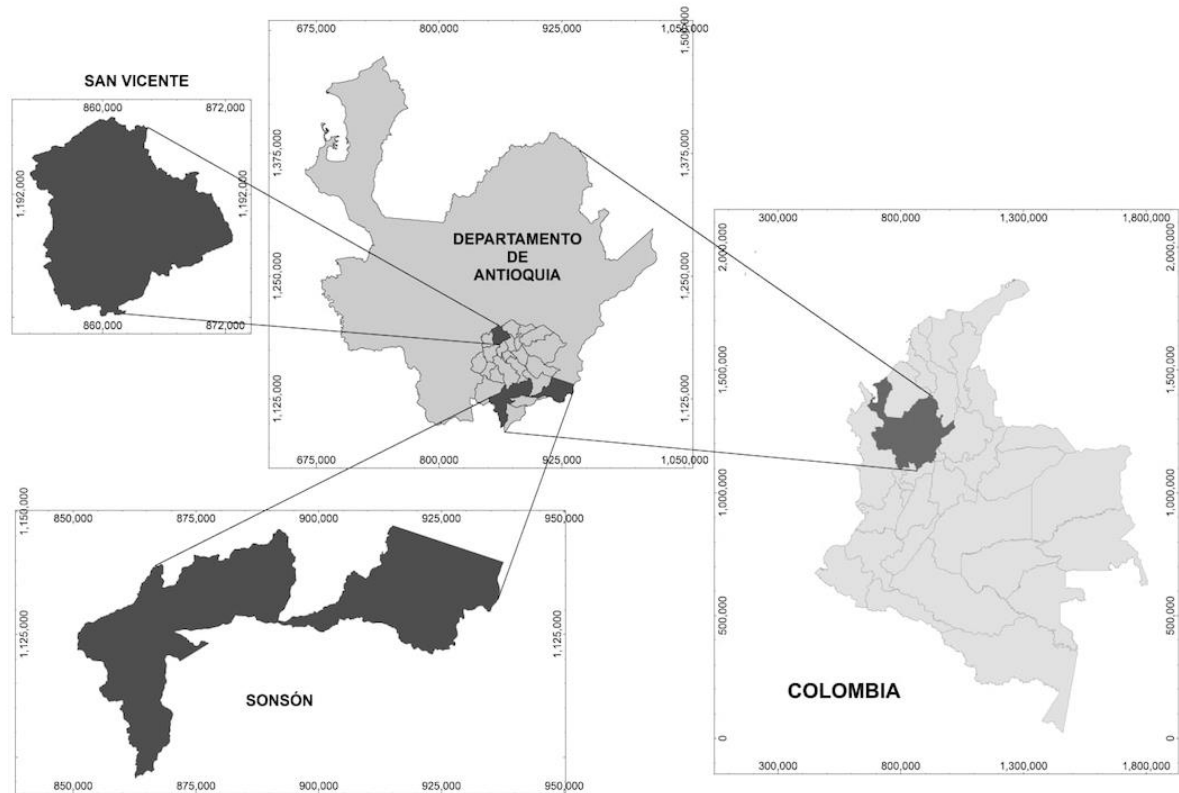 675,000 800,000 925,000 1,050,000
1,500,000
1,375,000 1,375,000
1,250,000 1,250,000
1,125,000 1,125,000
DEPARTAMENTO
DE
ANTIOQUIA
675,000 800,000 925,000 1,050,000
SAN VICENTE
860,000 872,000
1,192,000 1,192,000
860,000 872,000
300,000 800,000 1,300,000 1,800,000
2,000,000 2,000,000
1,500,000 1,500,000
1,000,000 1,000,000
500,000 500,000
COLOMBIA
0 0
300,000 800,000 1,300,000 1,800,000
850,000 875,000 900,000 925,000 950,000
1,150,000
1,125,000 1,125,000
SONSÓN
850,000 875,000 900,000 925,000 950,000